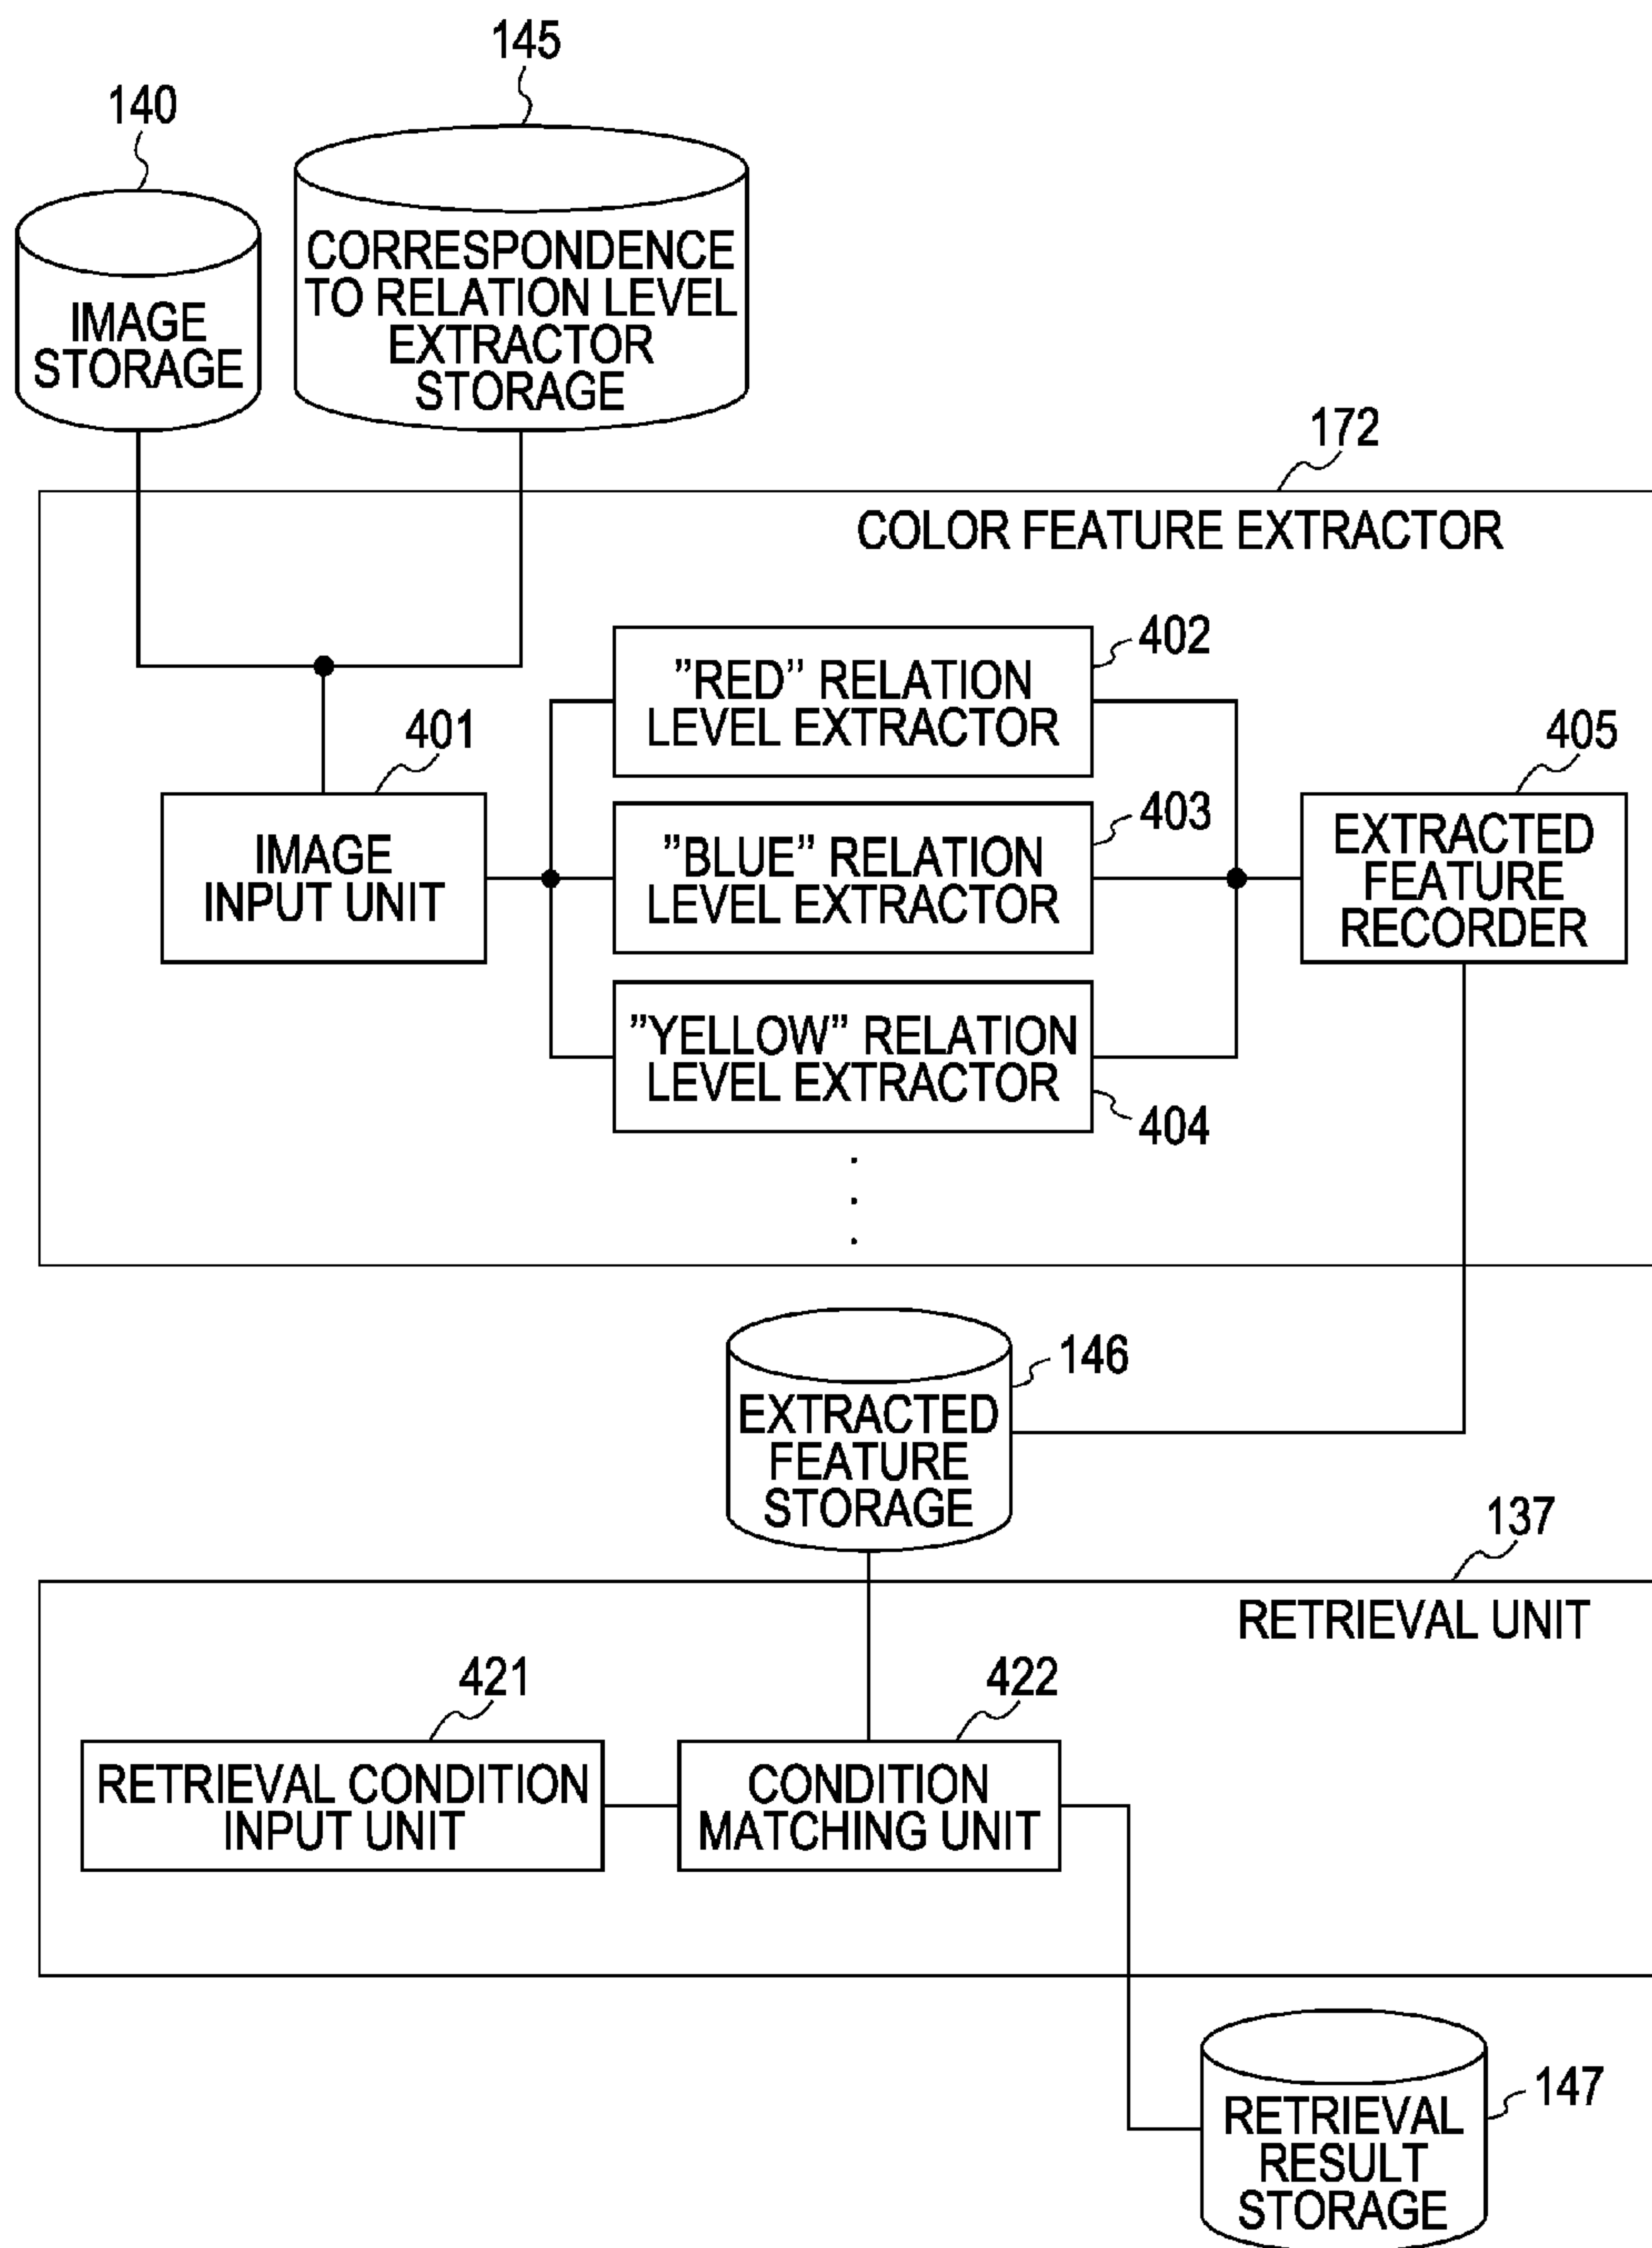 145
140
IMAGE
STORAGE
CORRESPONDENCE
TO RELATION LEVEL
EXTRACTOR
STORAGE
172
COLOR FEATURE EXTRACTOR
402
”RED” RELATION
LEVEL EXTRACTOR
401
IMAGE
INPUT UNIT
403
”BLUE” RELATION
LEVEL EXTRACTOR
405
EXTRACTED
FEATURE
RECORDER
”YELLOW” RELATION
LEVEL EXTRACTOR
404
146
EXTRACTED
FEATURE
STORAGE
137
RETRIEVAL UNIT
421
RETRIEVAL CONDITION
INPUT UNIT
422
CONDITION
MATCHING UNIT
147
RETRIEVAL
RESULT
STORAGE